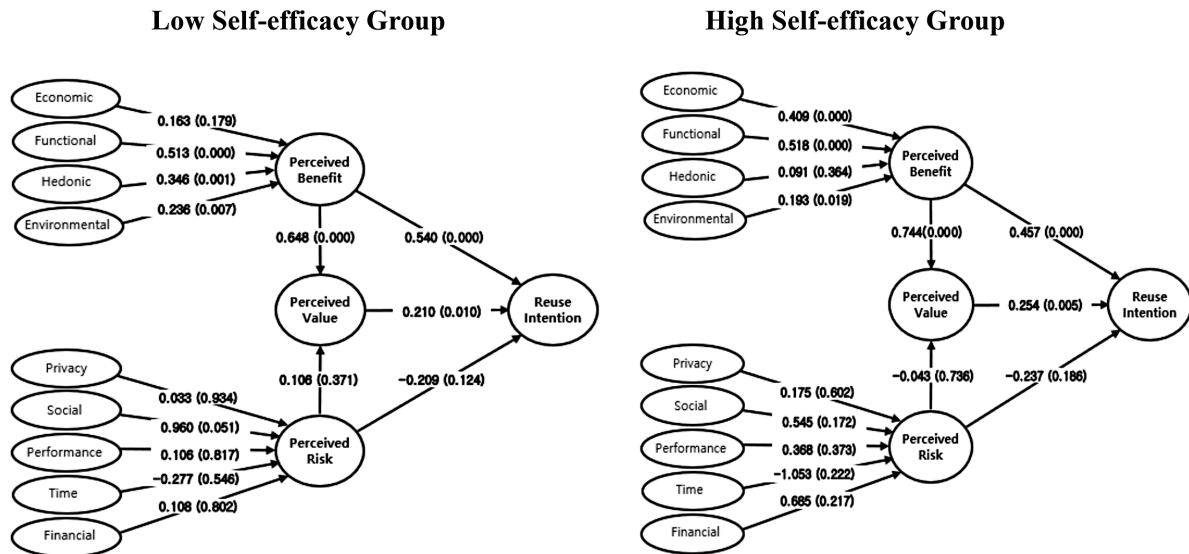 Low Self-efficacy Group
Economic
Functional
Hedonic
Environmental
0.163 (0.179)
0.513 (0.000)
0.346 (0.001)
0.236 (0.007)
Perceived
Benefit
0.648 (0.000)
0.540 (0.000)
Perceived
Value
0.210 (0.010)
Reuse
Intention
0.106 (0.371)
-0.209 (0.124)
Privacy
Social
Performance
Time
Financial
0.033 (0.934)
0.960 (0.051)
0.106 (0.817)
-0.277 (0.546)
0.108 (0.802)
Perceived
Risk
High Self-efficacy Group
Economic
Functional
Hedonic
Environmental
0.409 (0.000)
0.518 (0.000)
0.091 (0.364)
0.193 (0.019)
Perceived
Benefit
0.744(0.000)
0.457 (0.000)
Perceived
Value
0.254 (0.005)
Reuse
Intention
-0.043 (0.736)
-0.237 (0.186)
Privacy
Social
Performance
Time
Financial
0.175 (0.602)
0.545 (0.172)
0.368 (0.373)
-1.053 (0.222)
0.685 (0.217)
Perceived
Risk